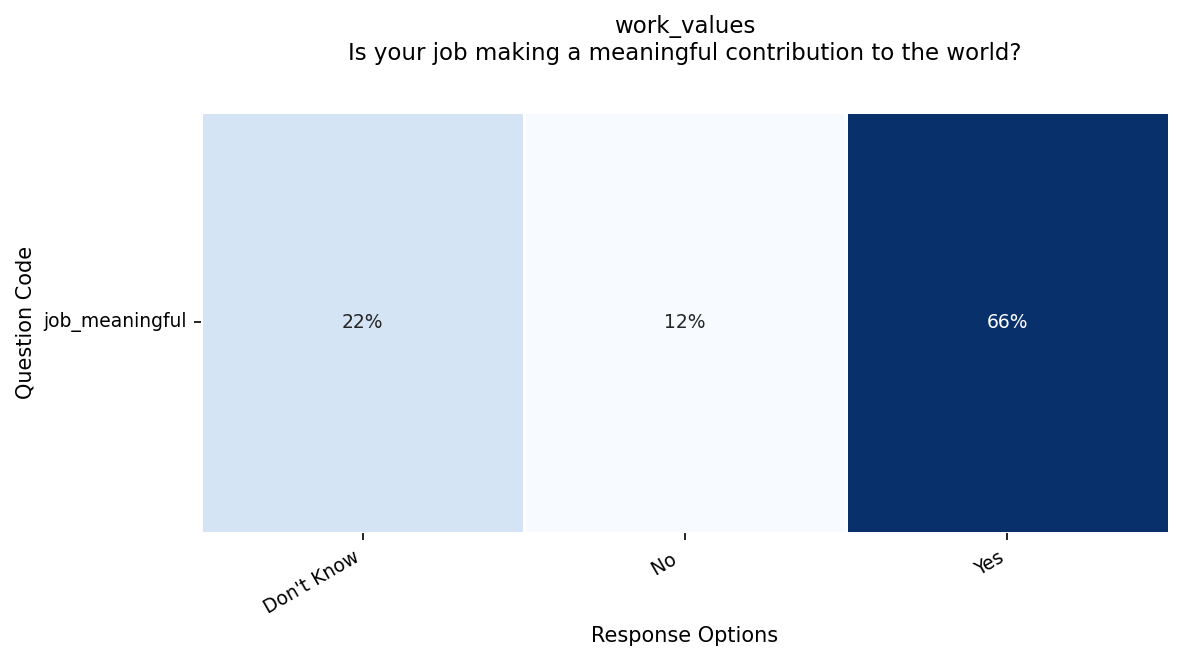 work_values
Is your job making a meaningful contribution to the world?
Question Code
job_meaningful
22%
12%
66%
Don't Know
No
Yes
Response Options